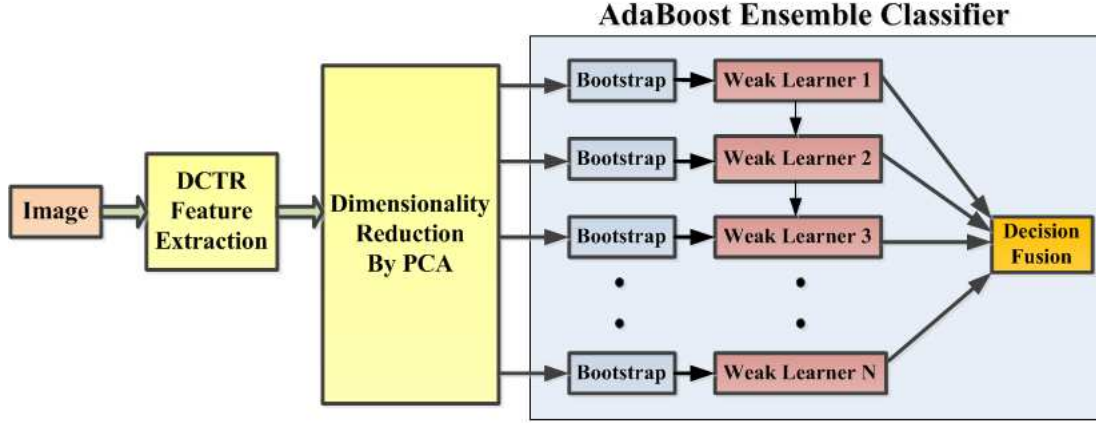 AdaBoost Ensemble Classifier
Image
DCTR
Feature
Extraction
Dimensionality
Reduction
By PCA
Bootstrap
Weak Learner 1
Bootstrap
Weak Learner 2
Bootstrap
Weak Learner 3
Bootstrap
Weak Learner N
Decision
Fusion